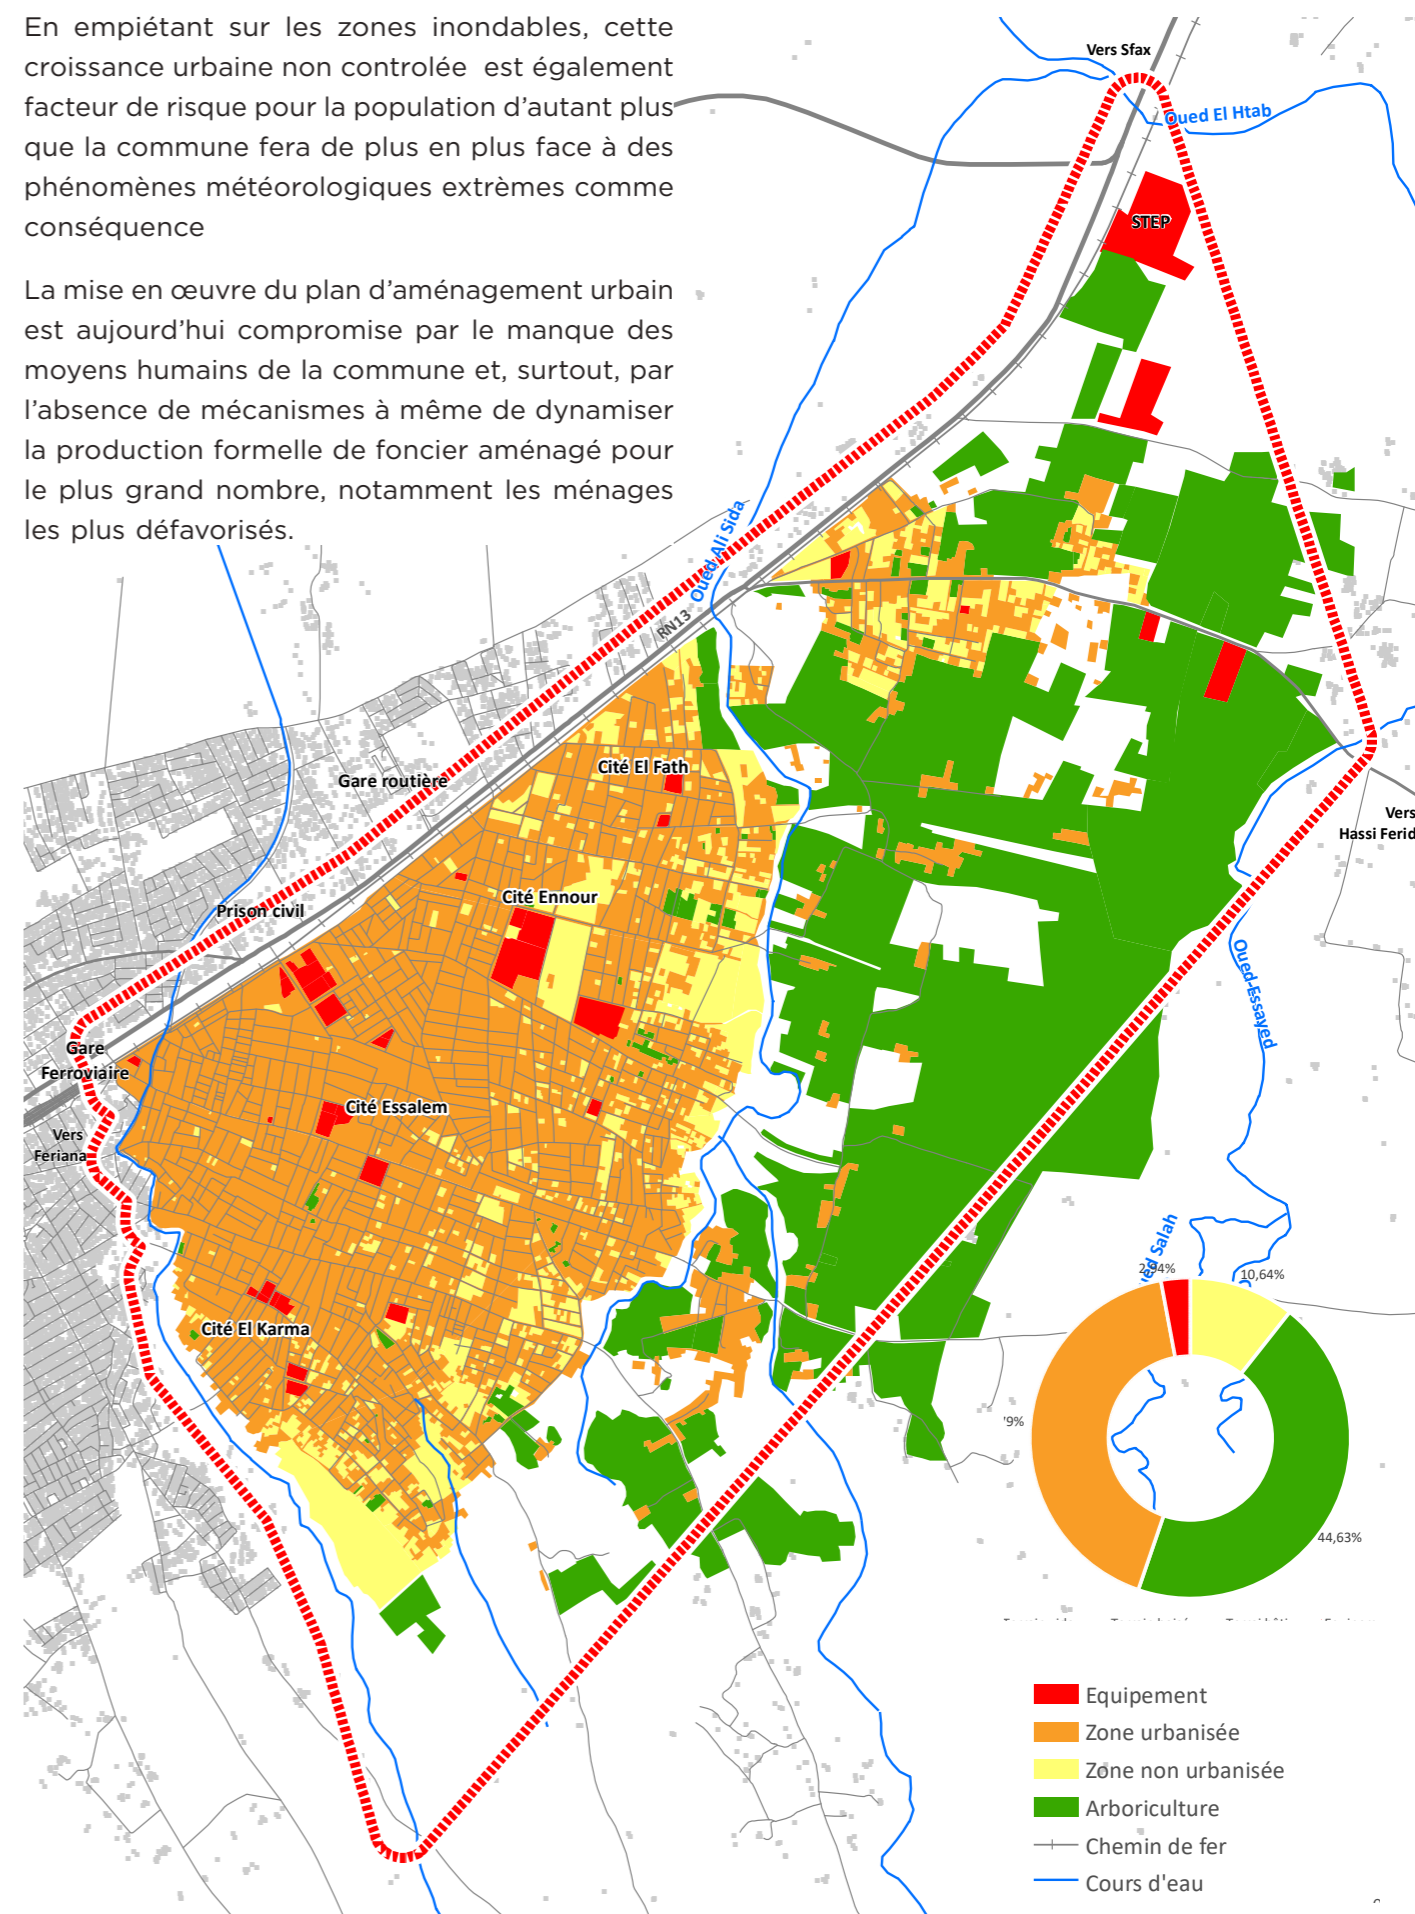 En empiétant sur les zones inondables, cette
croissance urbaine non controlée est également
facteur de risque pour la population d'autant plus
que la commune fera de plus en plus face à des
phénomènes météorologiques extrêmes comme
conséquence
La mise en œuvre du plan d'aménagement urbain
est aujourd'hui compromise par le manque des
moyens humains de la commune et, surtout, par
l'absence de mécanismes à même de dynamiser
la production formelle de foncier aménagé pour
le plus grand nombre, notamment les ménages
les plus défavorisés.
Vers Sfax
Oued El Htab
STEP
Oued Ali Sida
RN13
Cité El Fath
Gare routière
Vers
Hassi Ferid
Cité Ennour
Prison civil
Oued Essayed
Gare
Ferroviaire
Cité Essalem
Vers
Feriana
Salah
2,94%
10,64%
Cité El Karma
9%
44,63%
Equipement
Zone urbanisée
Zone non urbanisée
Arboriculture
Chemin de fer
Cours d'eau